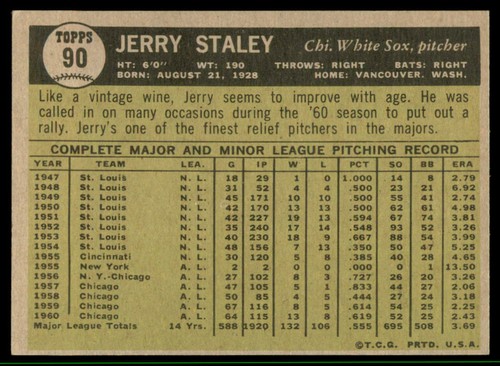 TOPPS
90
JERRY STALEY Chi. White Sox, pitcher
HT: 6'0" WT: 190 THROWS: RIGHT BATS: RIGHT
BORN: AUGUST 21, 1928 HOME: VANCOUVER, WASH.
Like a vintage wine, Jerry seems to improve with age. He was
called in on many occasions during the '60 season to put out a
rally. Jerry's one of the finest relief pitchers in the majors.
COMPLETE MAJOR AND MINOR LEAGUE PITCHING RECORD
YEAR TEAM LEA. G IP W L PCT SO BB ERA
1947 St. Louis N. L. 18 29 1 0 1.000 14 8 2.79
1948 St. Louis N. L. 31 52 4 4 .500 23 21 6.92
1949 St. Louis N. L. 45 171 10 10 .500 55 41 2.74
1950 St. Louis N. L. 42 170 13 13 .500 62 61 5.00
1951 St. Louis N. L. 42 227 19 13 .594 67 74 3.81
1952 St. Louis N. L. 35 240 17 14 .548 93 52 3.26
1953 St. Louis N. L. 40 230 18 9 .667 88 54 3.99
1954 St. Louis N. L. 48 156 7 13 .350 50 47 5.25
1955 Cincinnati N. L. 30 120 5 8 .385 40 28 4.65
1955 New York A. L. 2 2 0 0 .000 0 1 13.50
1956 N.Y.-Chicago A. L. 27 102 8 3 .727 26 20 3.26
1957 Chicago A. L. 47 105 5 1 .833 44 27 2.06
1958 Chicago A. L. 50 85 4 5 .444 27 24 3.18
1959 Chicago A. L. 67 116 8 5 .615 54 25 2.25
1960 Chicago A. L. 64 115 13 8 .619 52 25 2.43
Major League Totals 14 Yrs. 588 1920 132 106 .555 695 508 3.69
©T.C.G. PRTD. U.S.A.